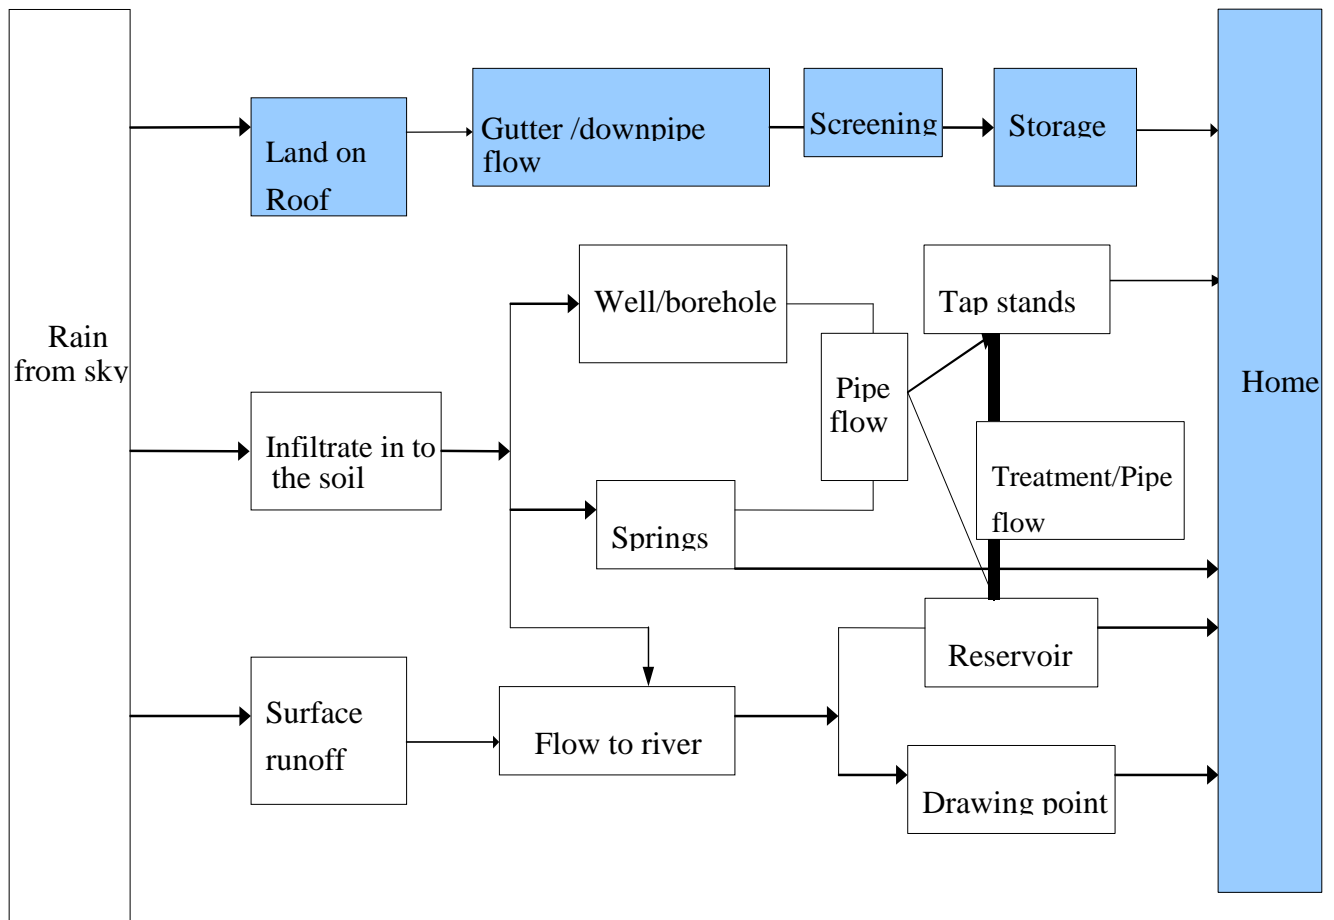 Rain
from sky
Land on
Roof
Gutter /downpipe
flow
Screening
Storage
Well/borehole
Tap stands
Pipe
flow
Home
Infiltrate in to
the soil
Treatment/Pipe
flow
Springs
Reservoir
Surface
runoff
Flow to river
Drawing point